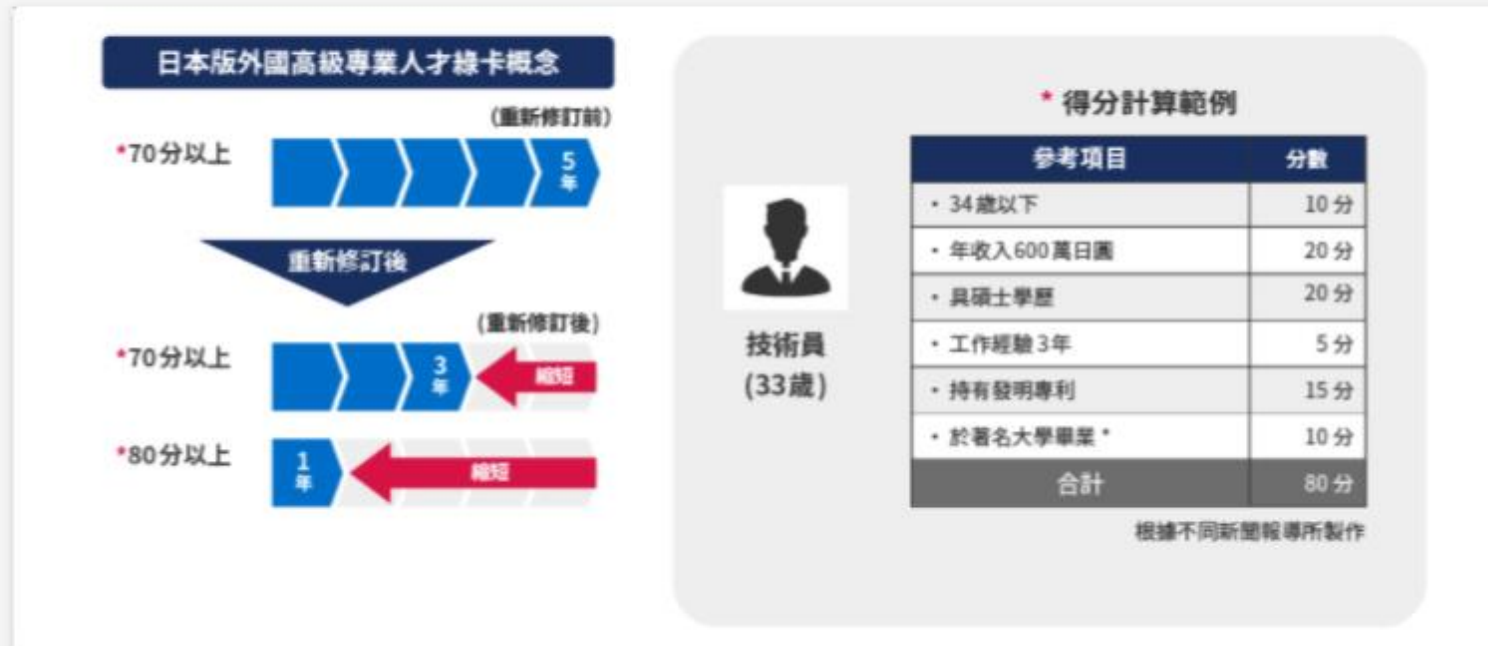 日本版外國高級專業人才綠卡概念
(重新修訂前)
*70分以上
5年
重新修訂後
(重新修訂後)
*70分以上
3年
縮短
*80分以上
1年
縮短
技術員
(33歲)
* 得分計算範例
參考項目 分數
・34歲以下 10分
・年收入600萬日圓 20分
・具碩士學歷 20分
・工作經驗3年 5分
・持有發明專利 15分
・於著名大學畢業* 10分
合計 80分
根據不同新聞報導所製作